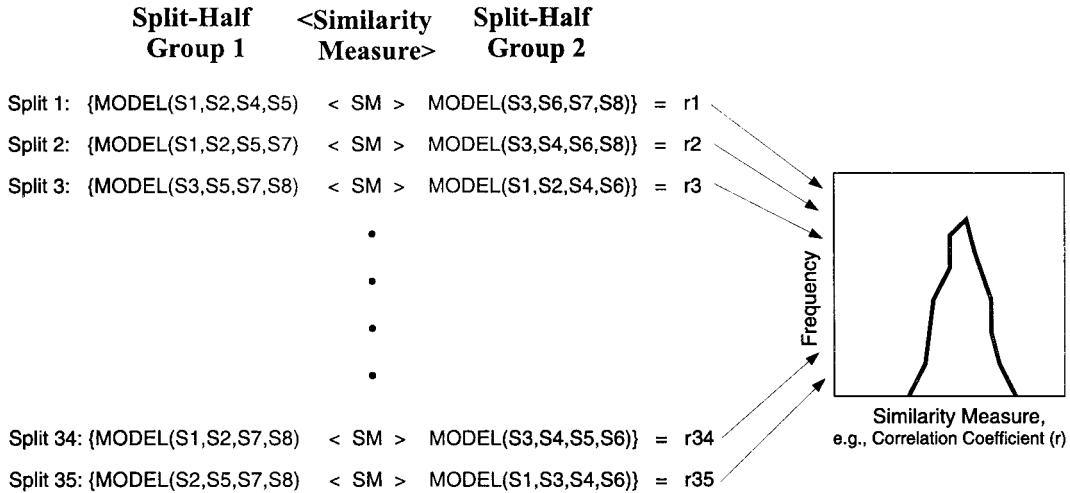 Split-Half <Similarity Split-Half
Group 1 Measure> Group 2
Split 1: {MODEL(S1,S2,S4,S5) < SM > MODEL(S3,S6,S7,S8)} = r1
Split 2: {MODEL(S1,S2,S5,S7) < SM > MODEL(S3,S4,S6,S8)} = r2
Split 3: {MODEL(S3,S5,S7,S8) < SM > MODEL(S1,S2,S4,S6)} = r3
Frequency
Split 34: {MODEL(S1,S2,S7,S8) < SM > MODEL(S3,S4,S5,S6)} = r34
Split 35: {MODEL(S2,S5,S7,S8) < SM > MODEL(S1,S3,S4,S6)} = r35
Similarity Measure,
e.g., Correlation Coefficient (r)